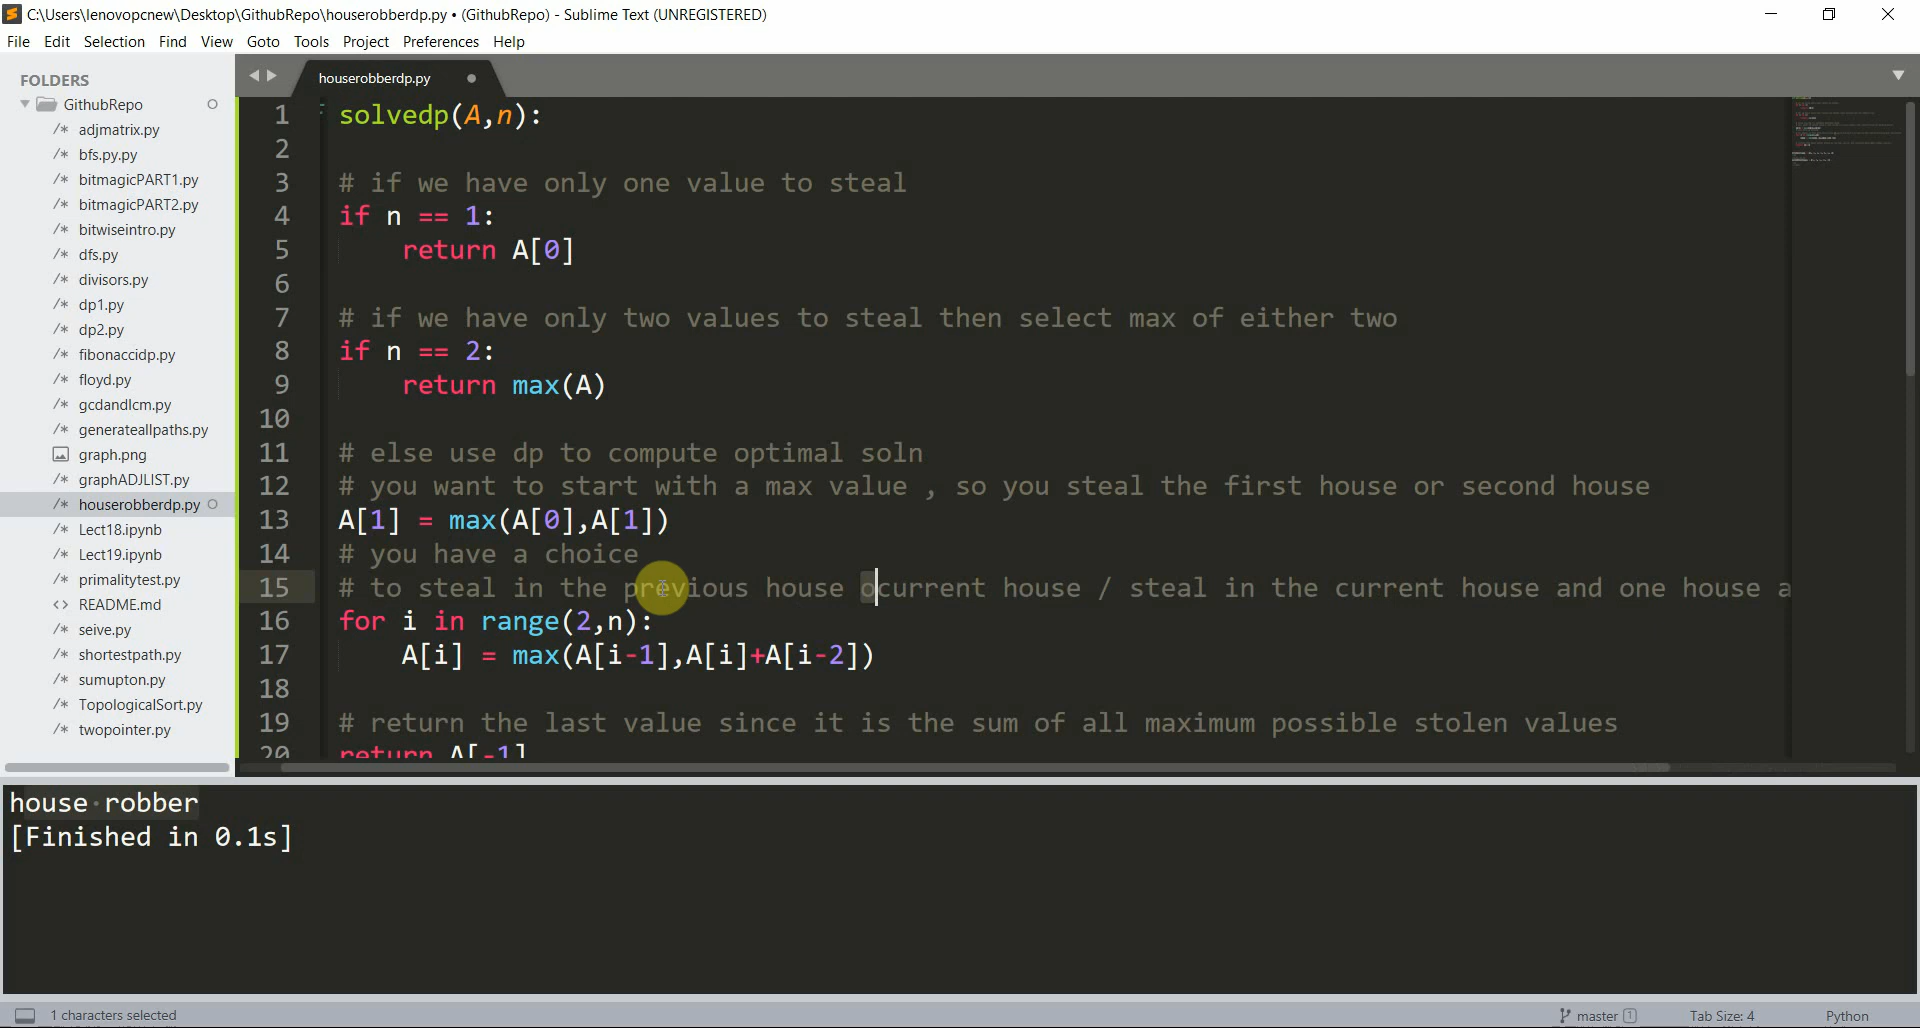 C:\Users\lenovopcnew\Desktop\GithubRepo\houserobberdp.py • (GithubRepo) - Sublime Text (UNREGISTERED)
File Edit Selection Find View Goto Tools Project Preferences Help
FOLDERS
GithubRepo
/* adjmatrix.py
/* bfs.py.py
/* bitmagicPART1.py
/* bitmagicPART2.py
/* bitwiseintro.py
/* dfs.py
/* divisors.py
/* dp1.py
/* dp2.py
/* fibonaccidp.py
/* floyd.py
/* gcdandlcm.py
/* generateallpaths.py
graph.png
/* graphADJLIST.py
/* houserobberdp.py
/* Lect18.ipynb
/* Lect19.ipynb
/* primalitytest.py
<> README.md
/* seive.py
/* shortestpath.py
/* sumupton.py
/* TopologicalSort.py
/* twopointer.py
houserobberdp.py
1 solvedp(A,n):
2
3 # if we have only one value to steal
4 if n == 1:
5 return A[0]
6
7 # if we have only two values to steal then select max of either two
8 if n == 2:
9 return max(A)
10
11 # else use dp to compute optimal soln
12 # you want to start with a max value , so you steal the first house or second house
13 A[1] = max(A[0],A[1])
14 # you have a choice
15 # to steal in the previous house ocurrent house / steal in the current house and one house a
16 for i in range(2,n):
17 A[i] = max(A[i-1],A[i]+A[i-2])
18
19 # return the last value since it is the sum of all maximum possible stolen values
20 return A[-1]
house robber
[Finished in 0.1s]
1 characters selected
master 1
Tab Size: 4
Python